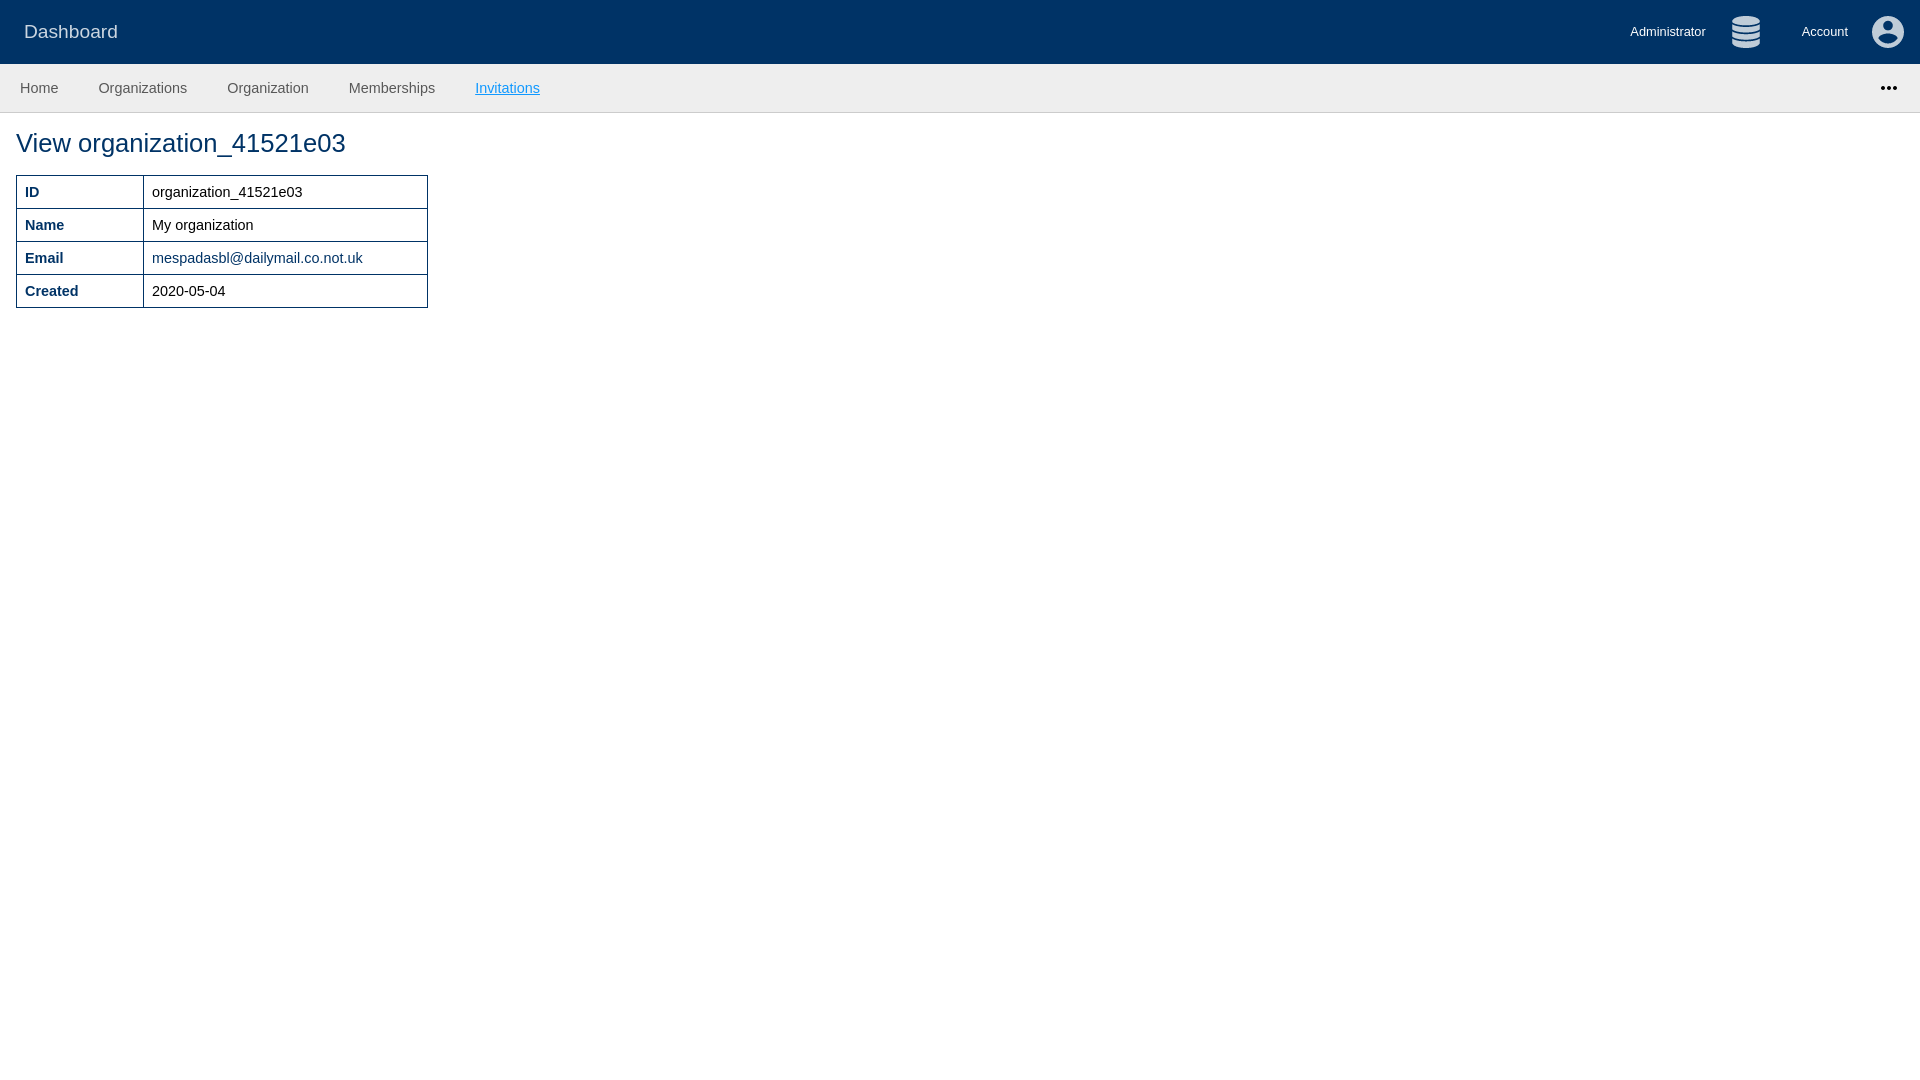 Dashboard
Administrator
Account
Home Organizations Organization Memberships Invitations
View organization_41521e03
ID organization_41521e03
Name My organization
Email mespadasbl@dailymail.co.not.uk
Created 2020-05-04